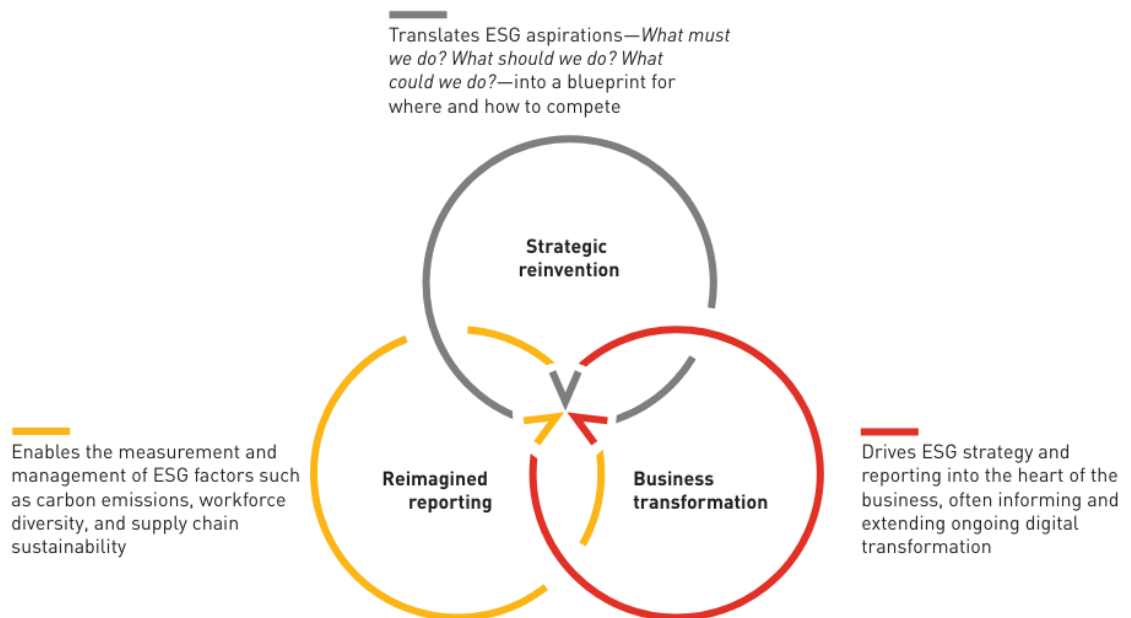 Translates ESG aspirations—What must
we do? What should we do? What
could we do?—into a blueprint for
where and how to compete
Strategic
reinvention
Enables the measurement and
management of ESG factors such
as carbon emissions, workforce
diversity, and supply chain
sustainability
Reimagined
reporting
Business
transformation
Drives ESG strategy and
reporting into the heart of the
business, often informing and
extending ongoing digital
transformation